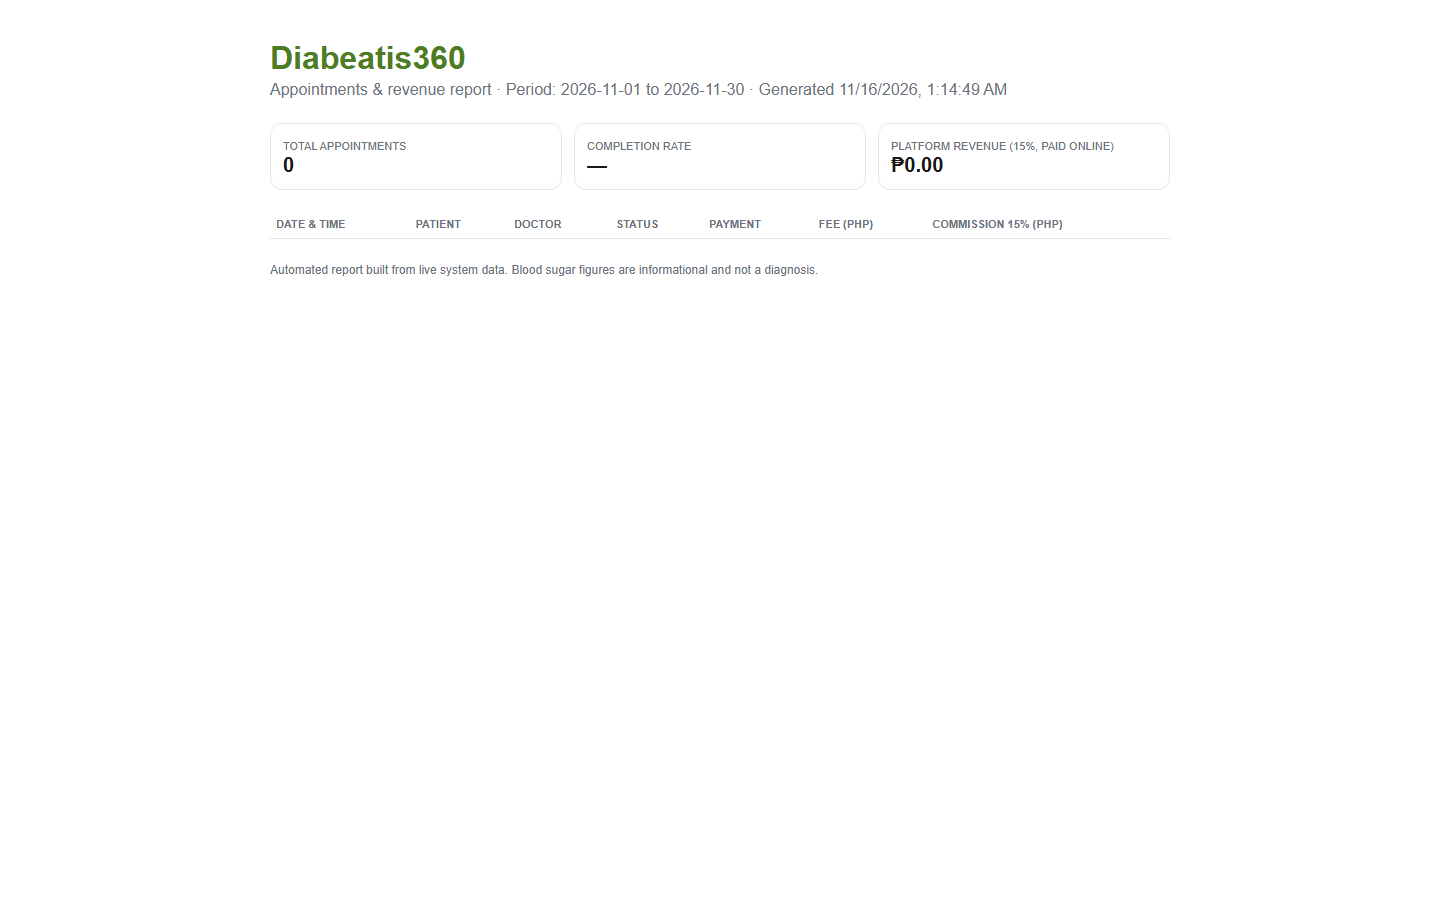 Diabeatis360
Appointments & revenue report · Period: 2026-11-01 to 2026-11-30 · Generated 11/16/2026, 1:14:49 AM
TOTAL APPOINTMENTS
0
COMPLETION RATE
—
PLATFORM REVENUE (15%, PAID ONLINE)
₱0.00
DATE & TIME PATIENT DOCTOR STATUS PAYMENT FEE (PHP) COMMISSION 15% (PHP)
Automated report built from live system data. Blood sugar figures are informational and not a diagnosis.